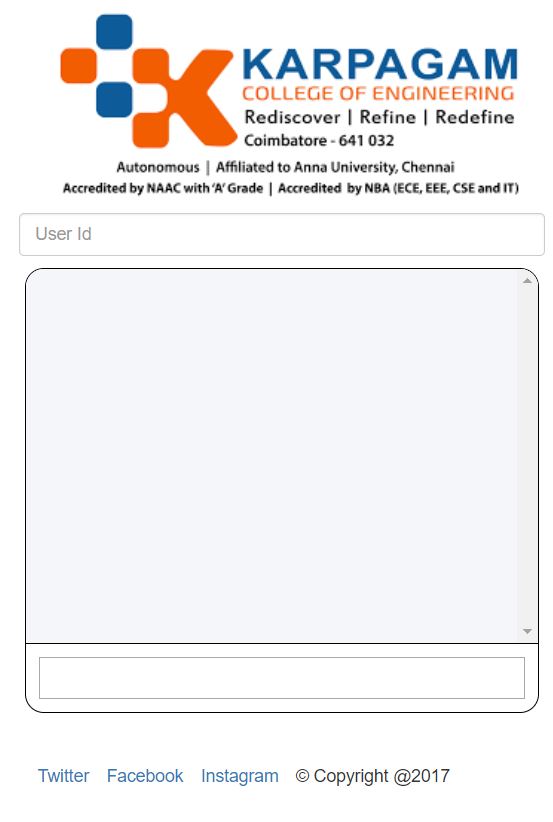 KARPAGAM
COLLEGE OF ENGINEERING
Rediscover | Refine | Redefine
Coimbatore - 641 032
Autonomous | Affiliated to Anna University, Chennai
Accredited by NAAC with 'A' Grade | Accredited by NBA (ECE, EEE, CSE and IT)
User Id
Twitter Facebook Instagram © Copyright @2017